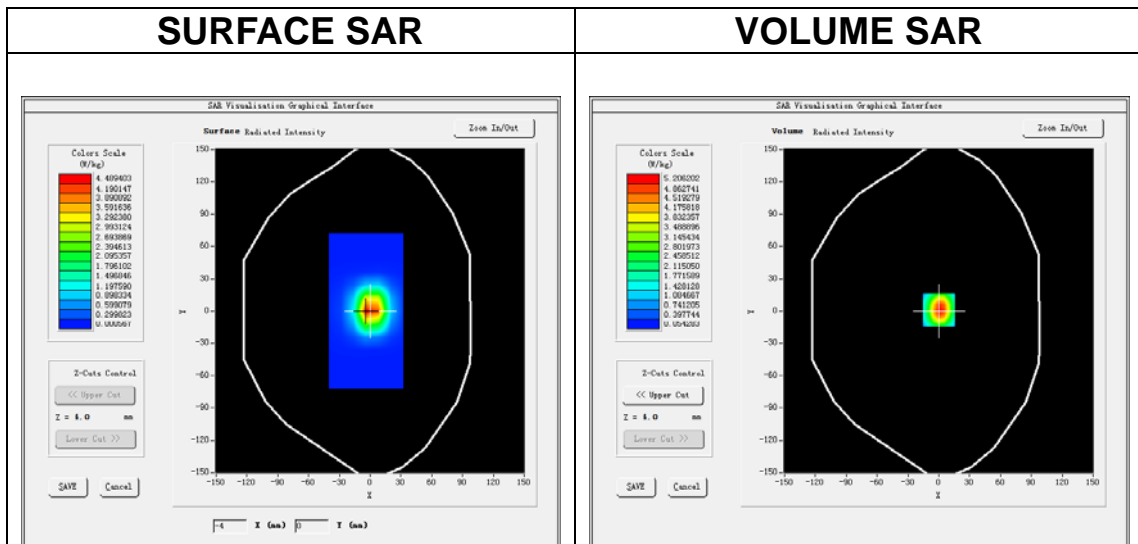 SURFACE SAR
VOLUME SAR
SAR Visualisation Graphical Interface
Surface Radiated Intensity
Zoom In/Out
Colors Scale
(W/kg)
4.489403
4.190147
3.890892
3.591636
3.292380
2.993124
2.693869
2.394613
2.095357
1.796102
1.496846
1.197590
0.898334
0.599079
0.299823
0.000567
Z-Cuts Control
<< Upper Cut
Z = 4.0 mm
Lower Cut >>
SAVE
Cancel
150
120
90
60
30
0
-30
-60
-90
-120
-150
Y
-150 -120 -90 -60 -30 0 30 60 90 120 150
X
-4 X (mm) 0 Y (mm)
SAR Visualisation Graphical Interface
Volume Radiated Intensity
Zoom In/Out
Colors Scale
(W/kg)
5.206202
4.862741
4.519279
4.175818
3.832357
3.488896
3.145434
2.801973
2.458512
2.115050
1.771589
1.428128
1.084667
0.741205
0.397744
0.054283
Z-Cuts Control
<< Upper Cut
Z = 4.0 mm
Lower Cut >>
SAVE
Cancel
150
120
90
60
30
0
-30
-60
-90
-120
-150
Y
-150 -120 -90 -60 -30 0 30 60 90 120 150
X